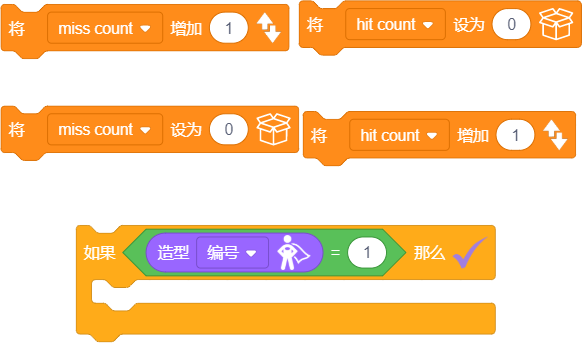 将 miss count 增加 1
将 hit count 设为 0
将 miss count 设为 0
将 hit count 增加 1
如果 造型 编号 = 1 那么